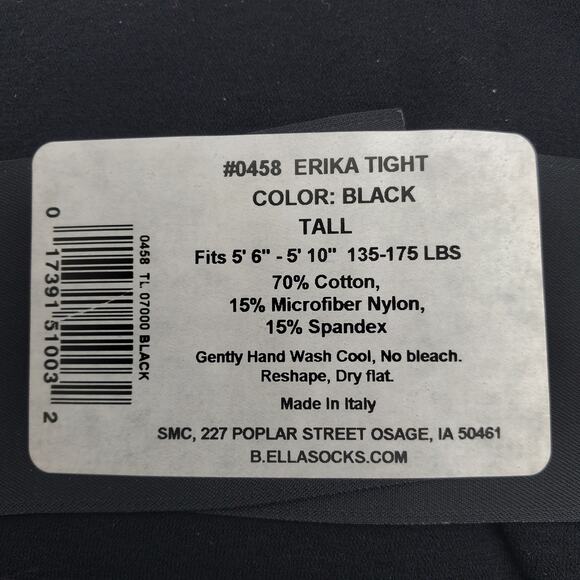 #0458 ERIKA TIGHT
COLOR: BLACK
TALL
Fits 5' 6" - 5' 10" 135-175 LBS
70% Cotton,
15% Microfiber Nylon,
15% Spandex
Gently Hand Wash Cool, No bleach.
Reshape, Dry flat.
Made In Italy
SMC, 227 POPLAR STREET OSAGE, IA 50461
B.ELLASOCKS.COM
0458 TL 07000 BLACK
0 17391 51003 2